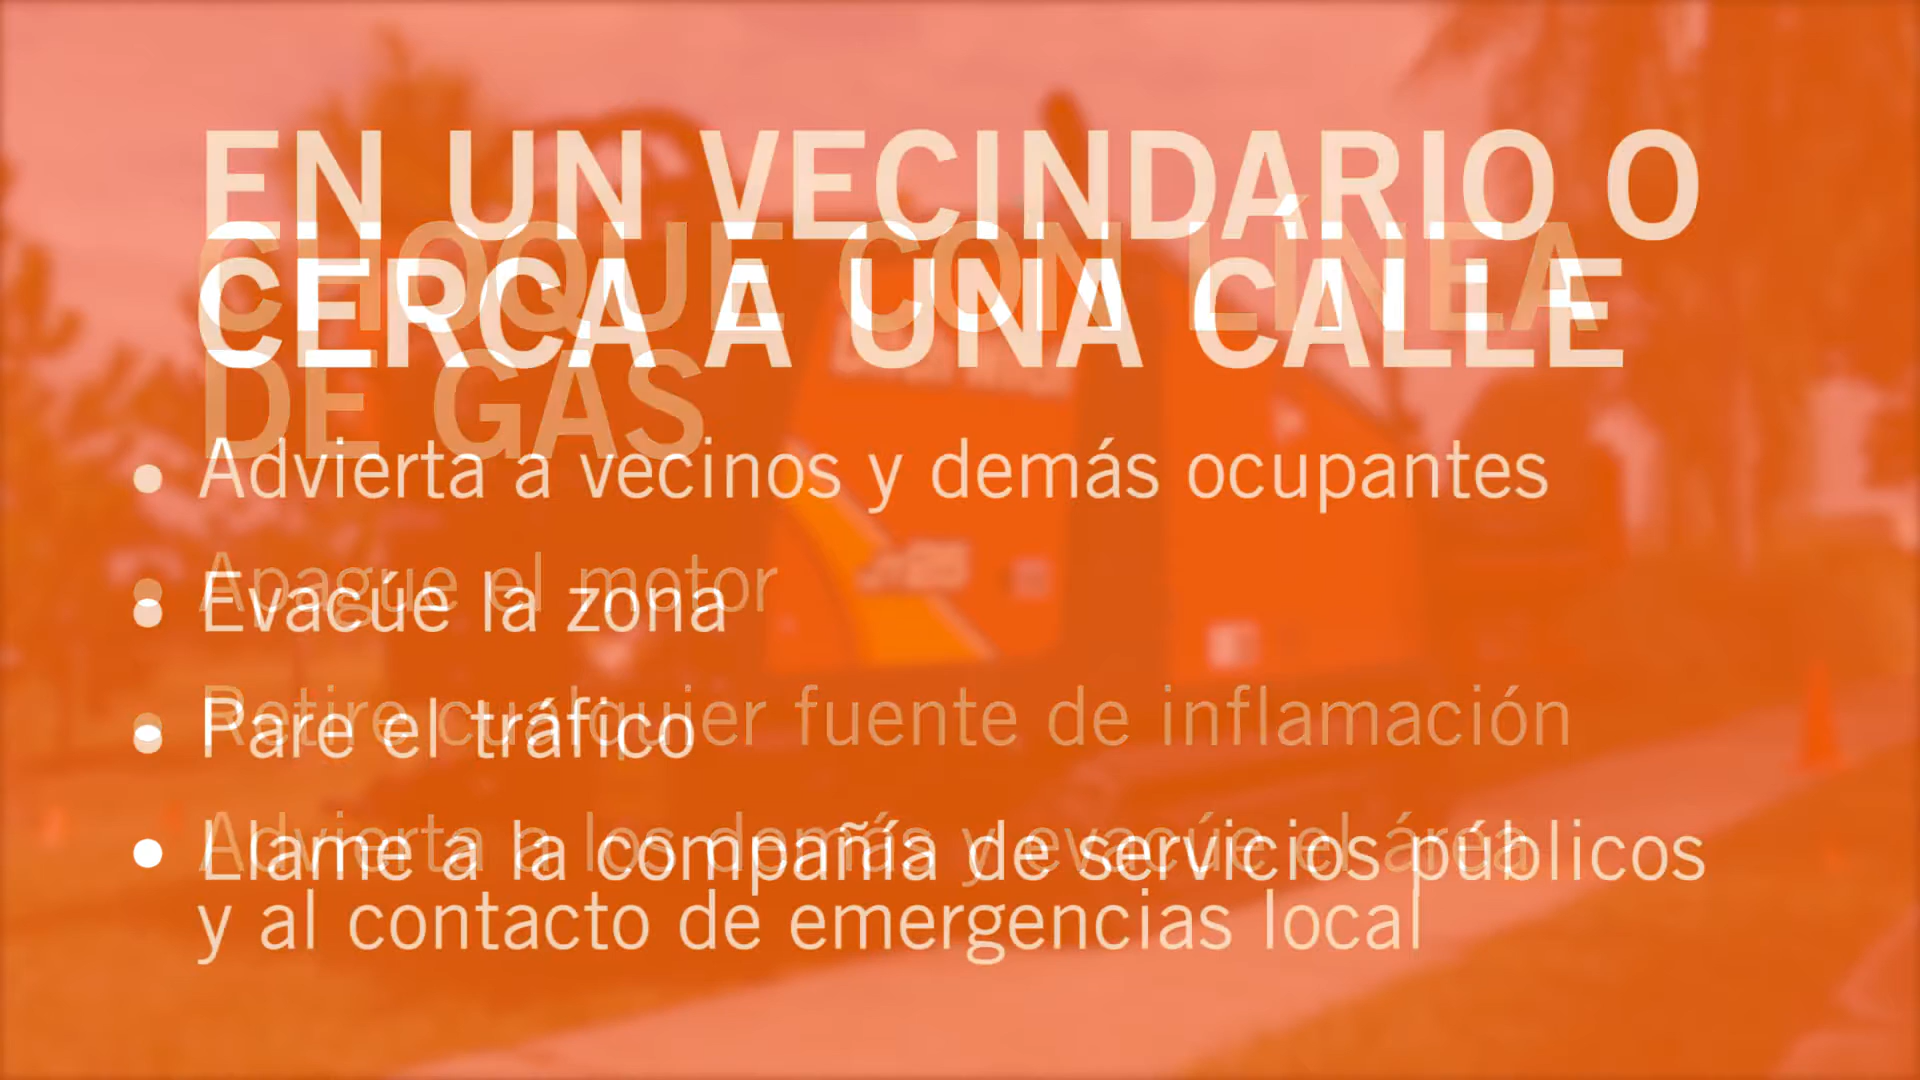 EN UN VECINDARIO O
CERCA A UNA CALLE
• Advierta a vecinos y demás ocupantes
• Evacúe la zona
• Pare el tráfico
• Llame a la compañía de servicios públicos
y al contacto de emergencias local
CHOQUE CON LÍNEA
DE GAS
• Apague el motor
• Retire cualquier fuente de inflamación
Advierta a los demás y evacúe el área